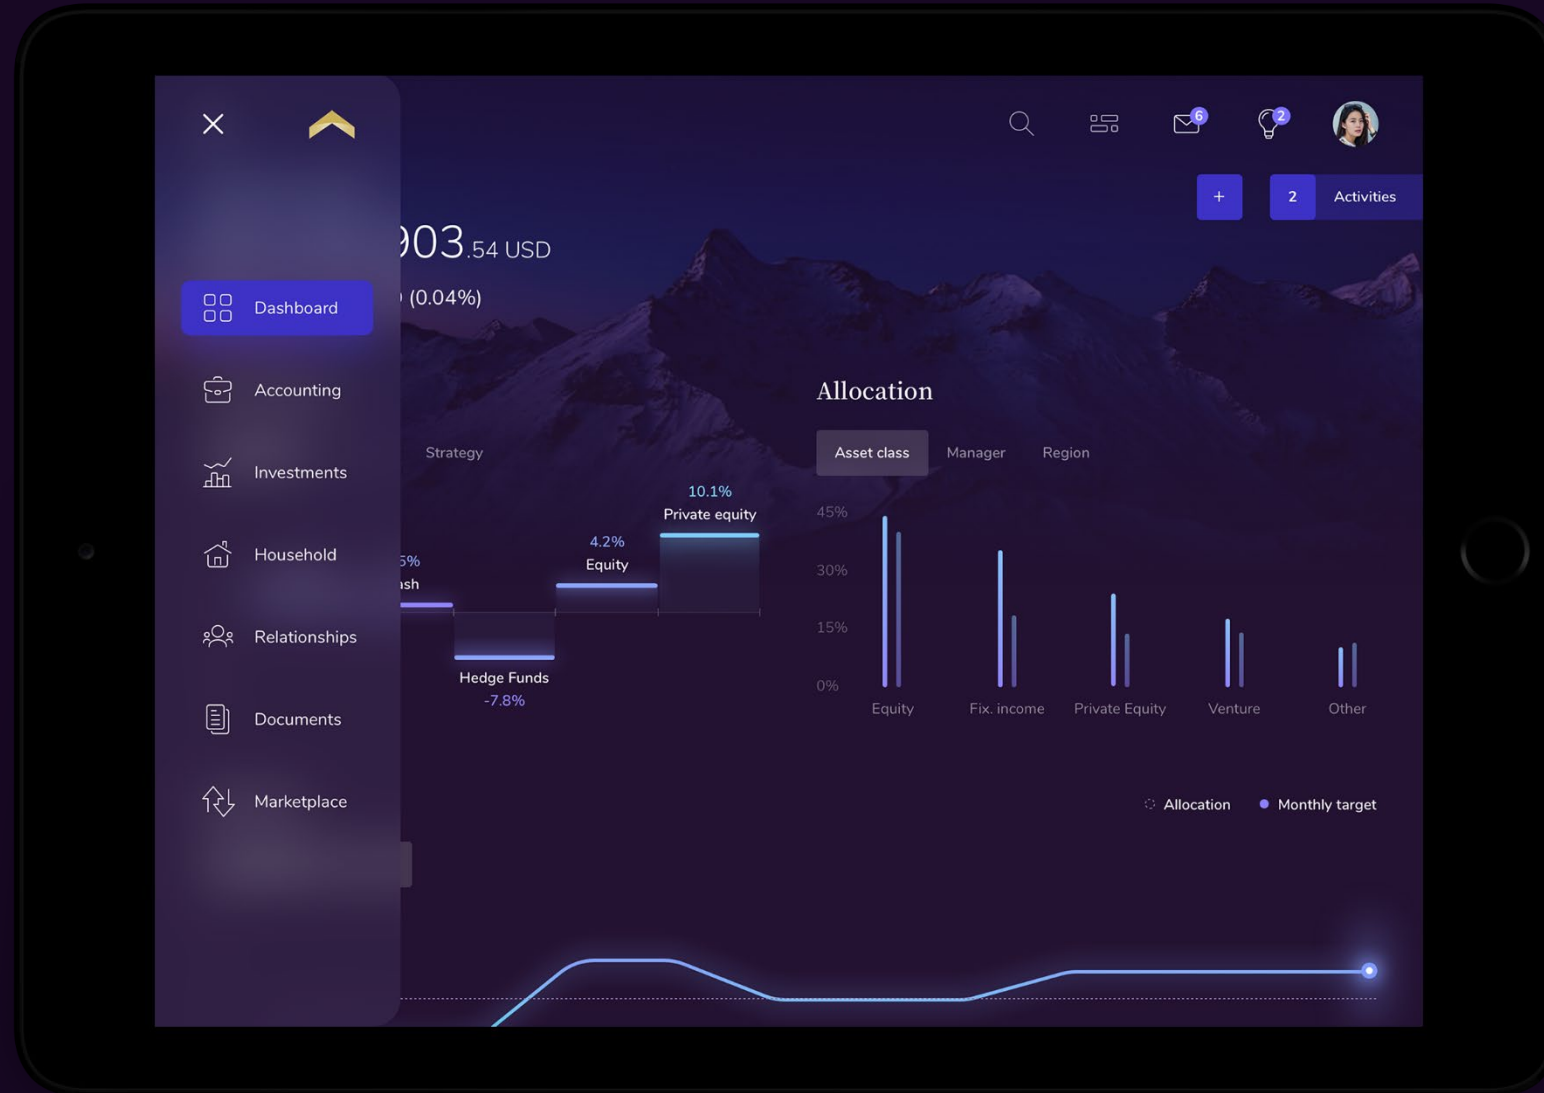 6
2
+
2 Activities
903.54 USD
(0.04%)
Dashboard
Accounting
Investments
Household
Relationships
Documents
Marketplace
Strategy
5%
Hedge Funds
-7.8%
4.2%
Equity
10.1%
Private equity
Allocation
Asset class Manager Region
45%
30%
15%
0%
Equity Fix. income Private Equity Venture Other
Allocation Monthly target